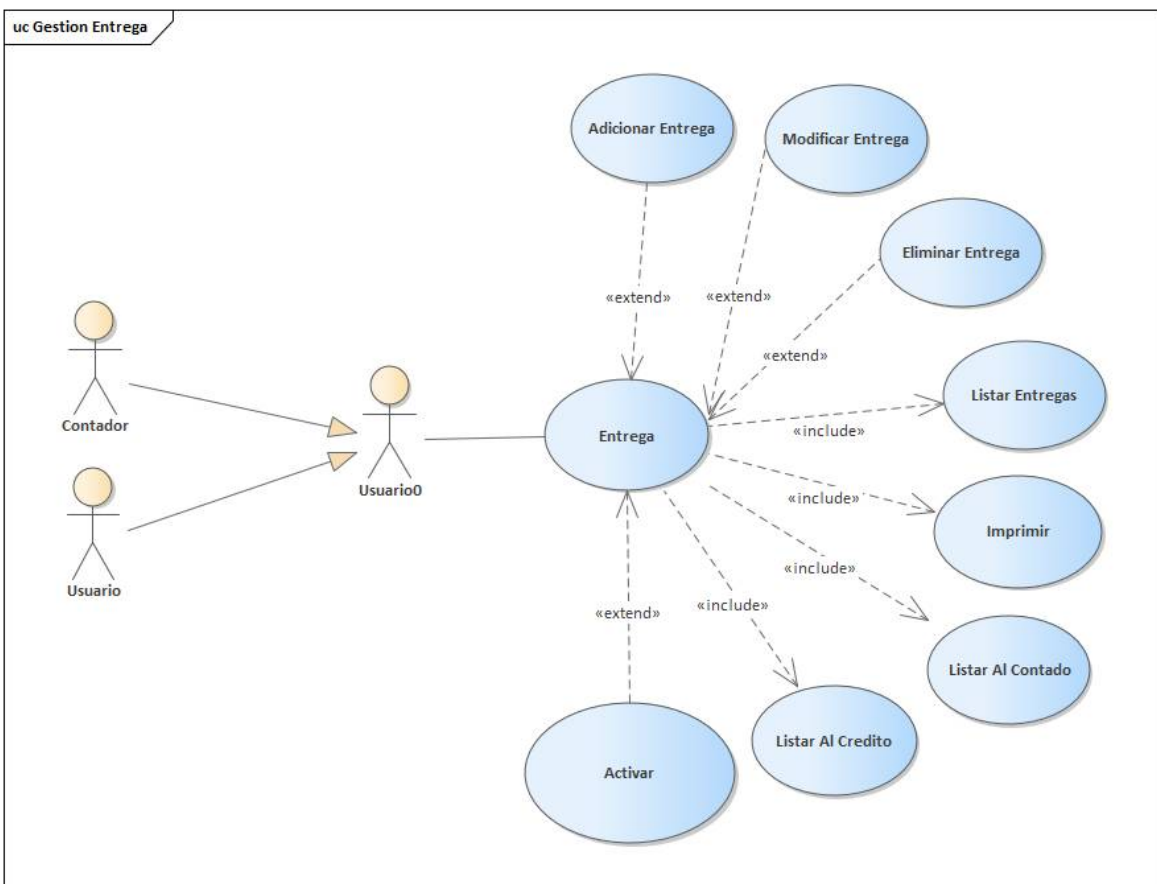 uc Gestion Entrega
Adicionar Entrega
Modificar Entrega
Eliminar Entrega
«extend»
«extend»
«extend»
Listar Entregas
«include»
Contador
Entrega
Usuario0
«include»
Imprimir
Usuario
«include»
«extend»
«include»
Listar Al Contado
Listar Al Credito
Activar